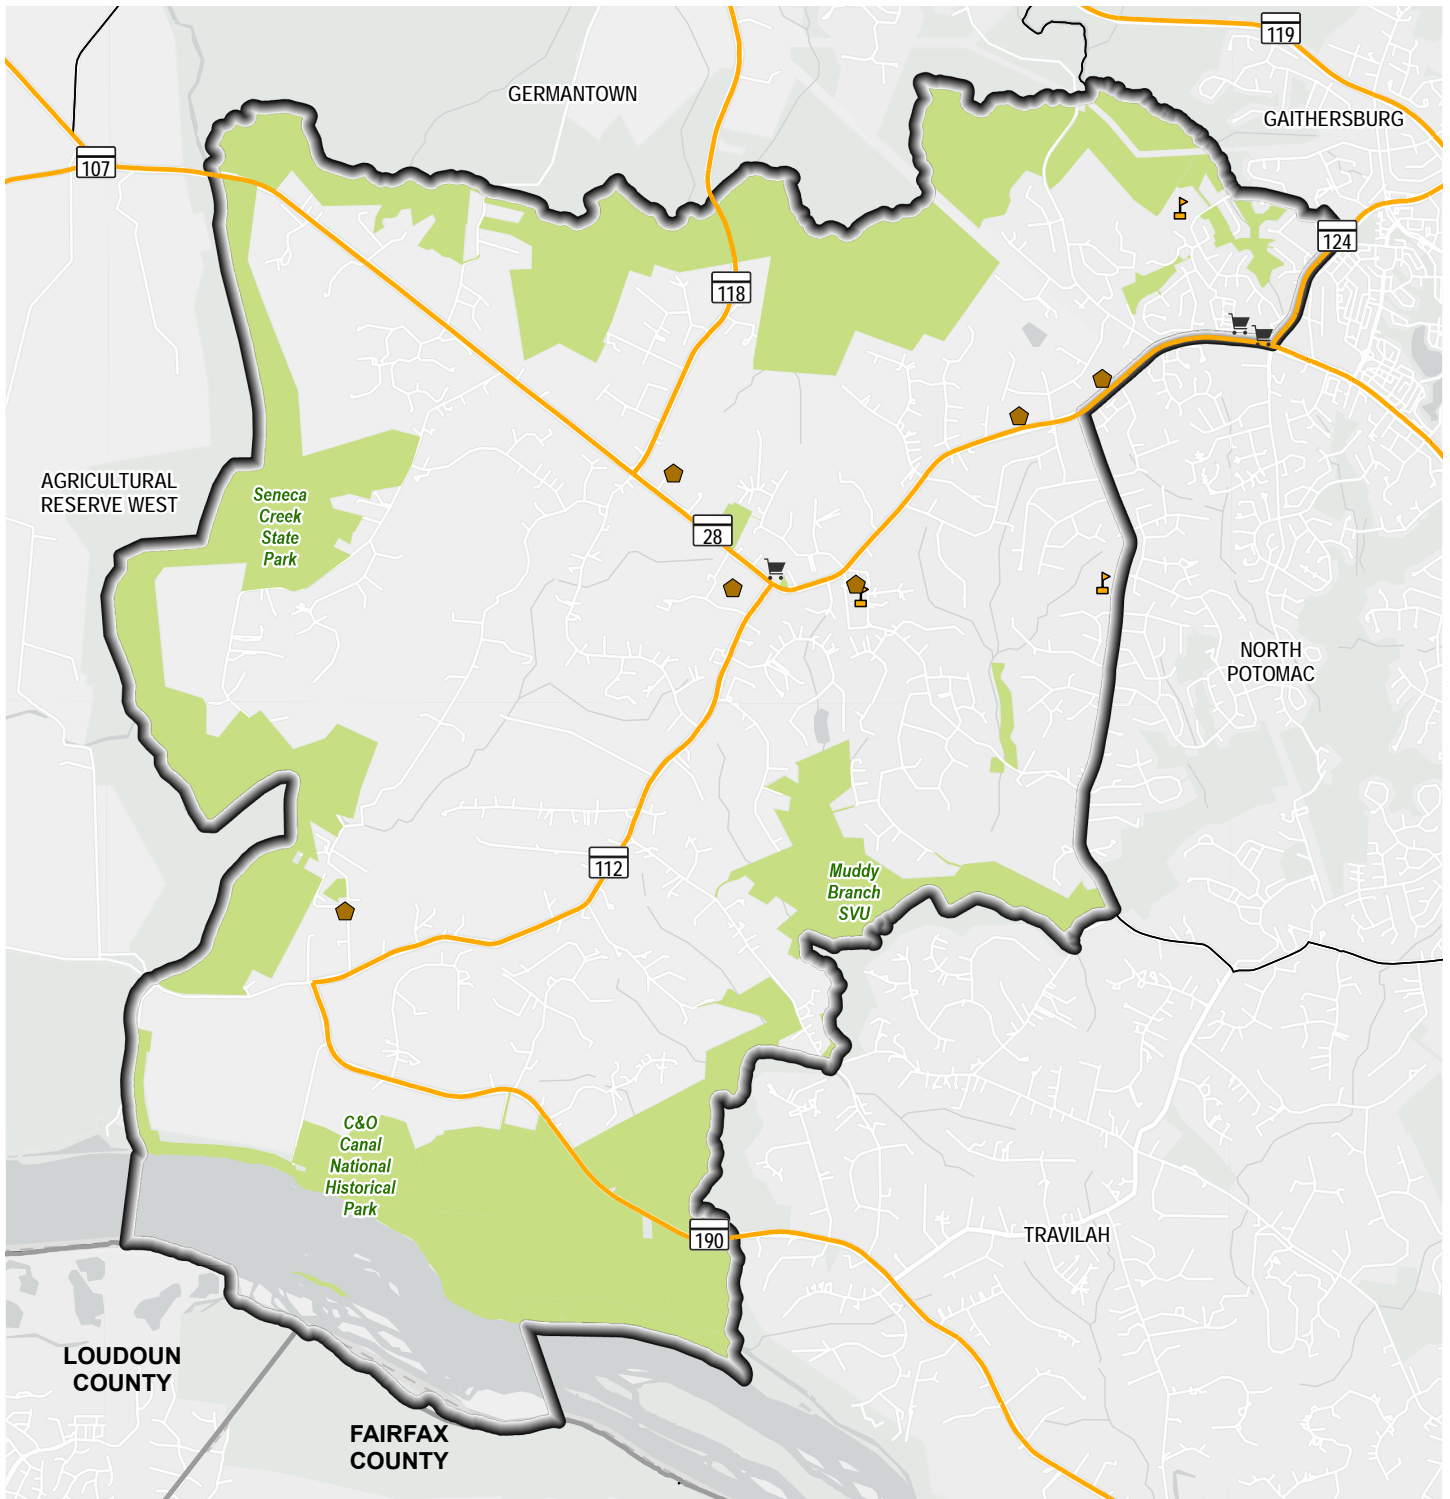 119
GERMANTOWN
GAITHERSBURG
107
124
118
AGRICULTURAL
RESERVE WEST
Seneca
Creek
State
Park
28
NORTH
POTOMAC
112
Muddy
Branch
SVU
C&O
Canal
National
Historical
Park
190
TRAVILAH
LOUDOUN
COUNTY
FAIRFAX
COUNTY